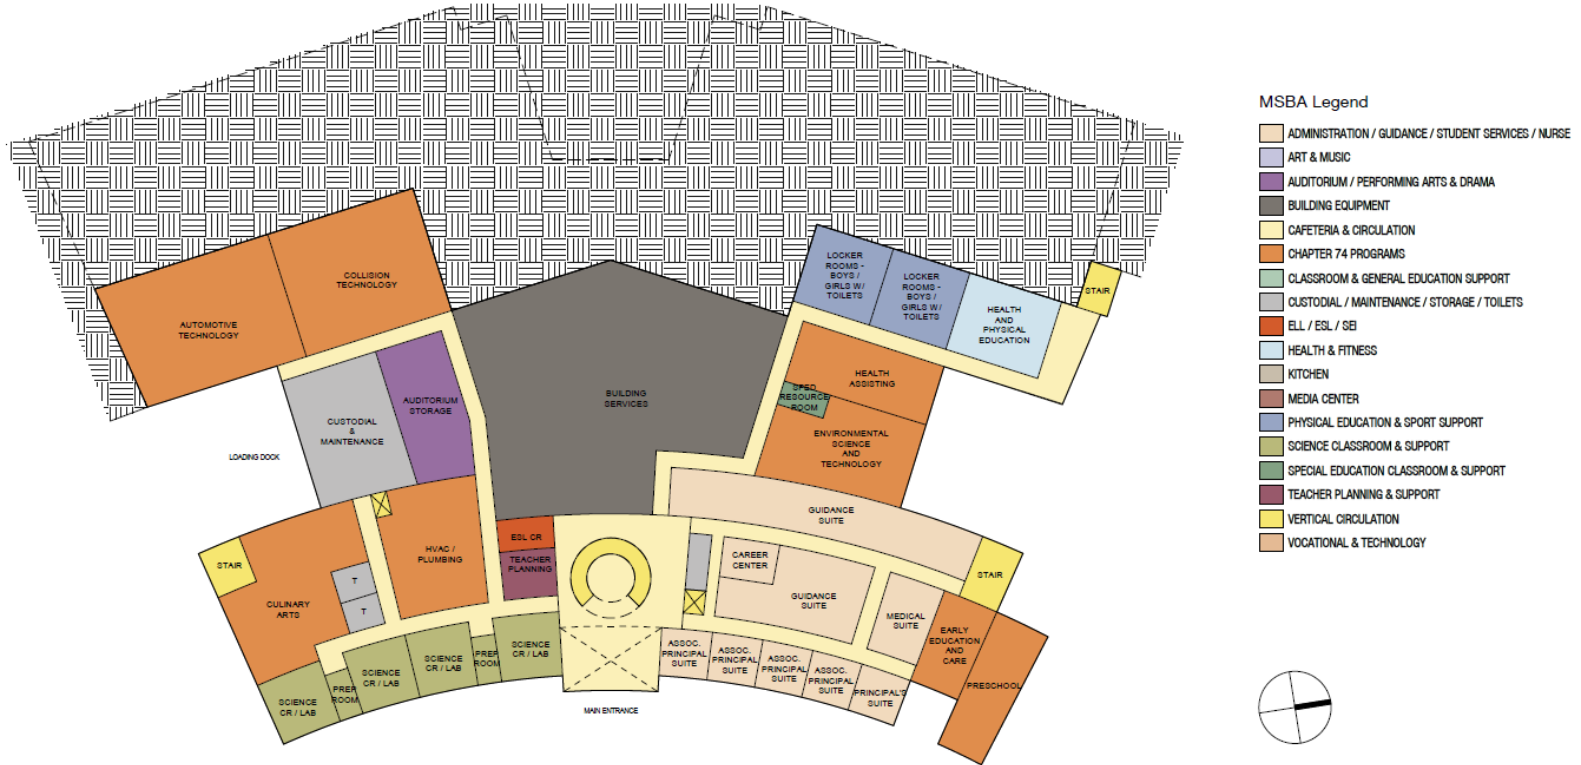 MSBA Legend
ADMINISTRATION / GUIDANCE / STUDENT SERVICES / NURSE
ART & MUSIC
AUDITORIUM / PERFORMING ARTS & DRAMA
BUILDING EQUIPMENT
CAFETERIA & CIRCULATION
CHAPTER 74 PROGRAMS
CLASSROOM & GENERAL EDUCATION SUPPORT
CUSTODIAL / MAINTENANCE / STORAGE / TOILETS
ELL / ESL / SEI
HEALTH & FITNESS
KITCHEN
MEDIA CENTER
PHYSICAL EDUCATION & SPORT SUPPORT
SCIENCE CLASSROOM & SUPPORT
SPECIAL EDUCATION CLASSROOM & SUPPORT
TEACHER PLANNING & SUPPORT
VERTICAL CIRCULATION
VOCATIONAL & TECHNOLOGY
COLLISION
TECHNOLOGY
AUTOMOTIVE
TECHNOLOGY
LOCKER
ROOMS -
BOYS /
GIRLS W/
TOILETS
LOCKER
ROOMS -
BOYS /
GIRLS W/
TOILETS
HEALTH
AND
PHYSICAL
EDUCATION
STAIR
AUDITORIUM
STORAGE
CUSTODIAL
&
MAINTENANCE
LOADING DOCK
BUILDING
SERVICES
HEALTH
ASSISTING
SPED
RESOURCE
ROOM
ENVIRONMENTAL
SCIENCE
AND
TECHNOLOGY
GUIDANCE
SUITE
STAIR
CULINARY
ARTS
T
T
HVAC /
PLUMBING
ESL CR
TEACHER
PLANNING
CAREER
CENTER
GUIDANCE
SUITE
MEDICAL
SUITE
STAIR
EARLY
EDUCATION
AND
CARE
PRESCHOOL
SCIENCE
CR / LAB
PREP
ROOM
SCIENCE
CR / LAB
SCIENCE
CR / LAB
PREP
ROOM
SCIENCE
CR / LAB
ASSOC.
PRINCIPAL
SUITE
ASSOC.
PRINCIPAL
SUITE
ASSOC.
PRINCIPAL
SUITE
ASSOC.
PRINCIPAL
SUITE
PRINCIPAL'S
SUITE
MAIN ENTRANCE